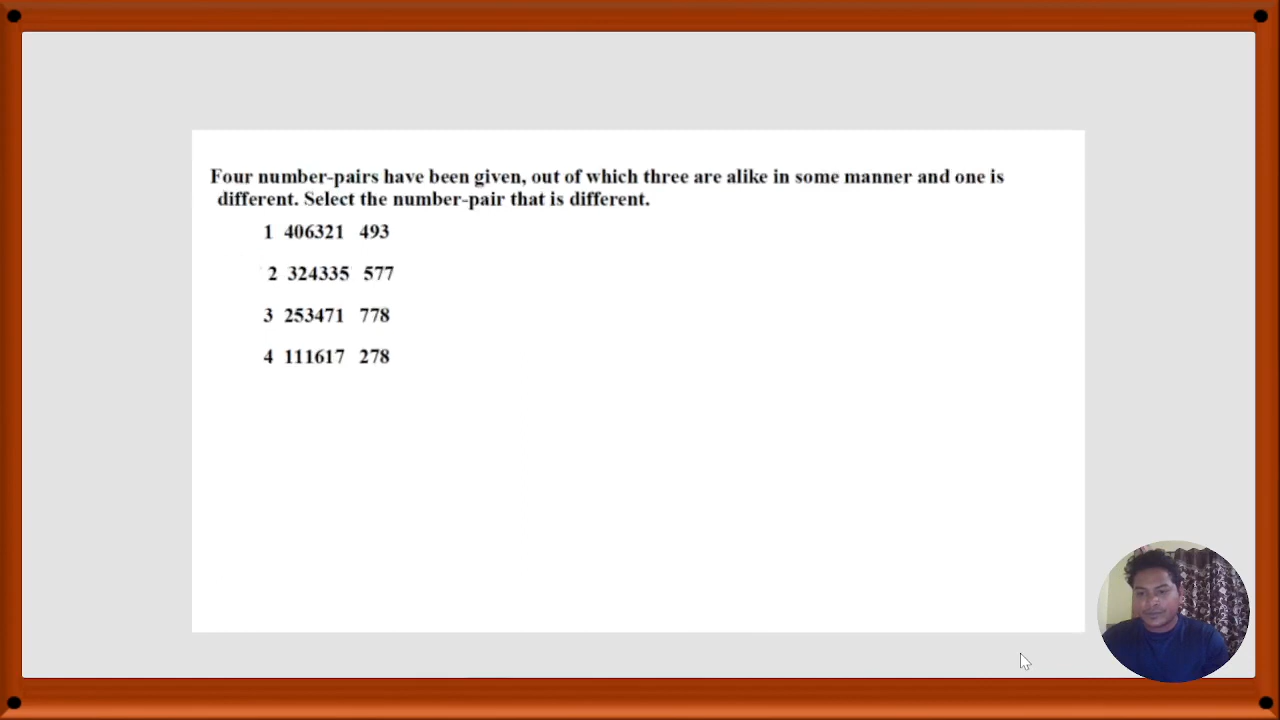 Four number-pairs have been given, out of which three are alike in some manner and one is
different. Select the number-pair that is different.
1 406321 493
2 324335 577
3 253471 778
4 111617 278